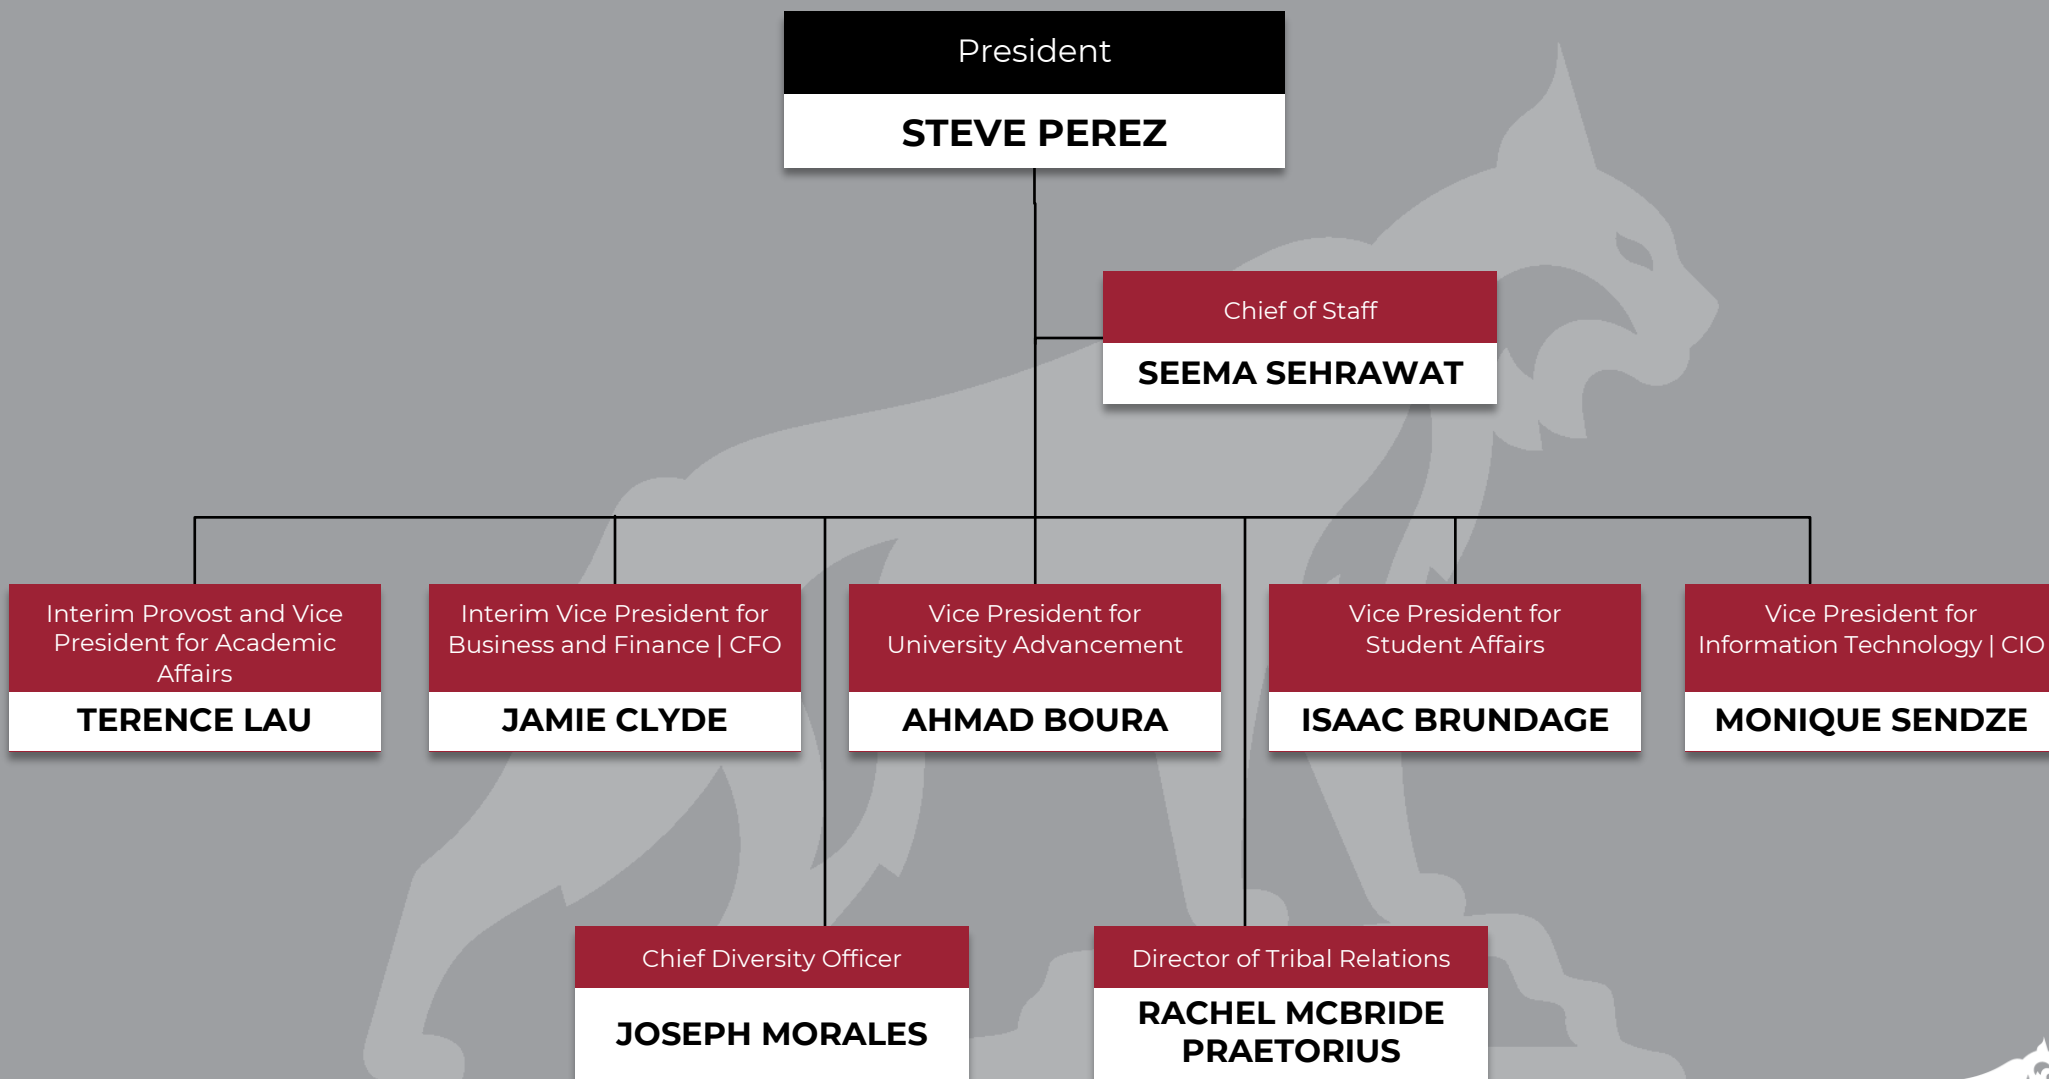 President
STEVE PEREZ
Chief of Staff
SEEMA SEHRAWAT
Interim Provost and Vice
President for Academic
Affairs
TERENCE LAU
Interim Vice President for
Business and Finance | CFO
JAMIE CLYDE
Vice President for
University Advancement
AHMAD BOURA
Vice President for
Student Affairs
ISAAC BRUNDAGE
Vice President for
Information Technology | CIO
MONIQUE SENDZE
Chief Diversity Officer
JOSEPH MORALES
Director of Tribal Relations
RACHEL MCBRIDE
PRAETORIUS